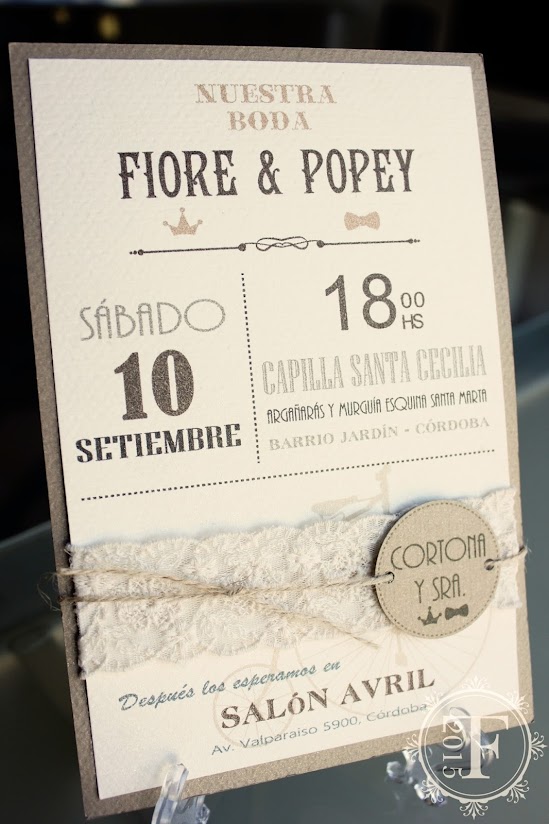 NUESTRA
BODA
FIORE & POPEY
SÁBADO
10
SETIEMBRE
18 00
HS
CAPILLA SANTA CECILIA
ARGAÑARÁS Y MURGUÍA ESQUINA SANTA MARTA
BARRIO JARDÍN - CÓRDOBA
CORTONA
Y SRA.
Después los esperamos en
SALÓN AVRIL
Av. Valparaiso 5900, Córdoba
F
2015